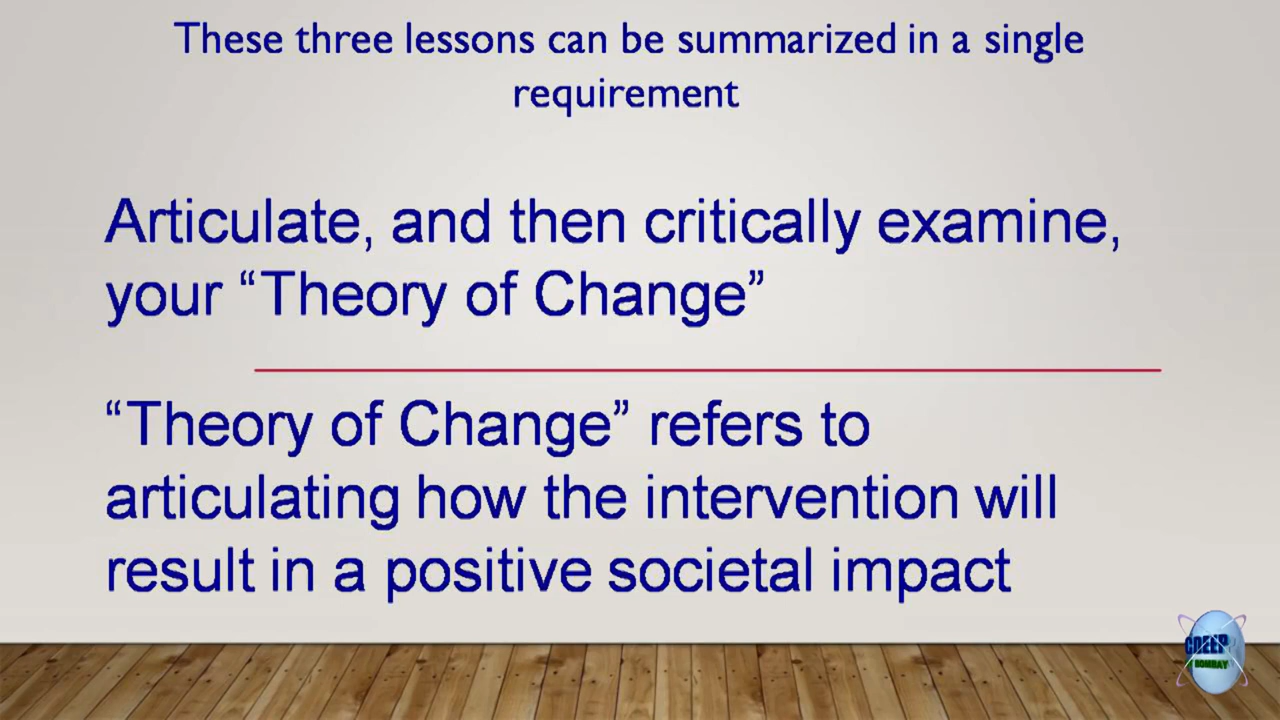 These three lessons can be summarized in a single
requirement
Articulate, and then critically examine,
your “Theory of Change”
“Theory of Change” refers to
articulating how the intervention will
result in a positive societal impact
CDEEP
BOMBAY